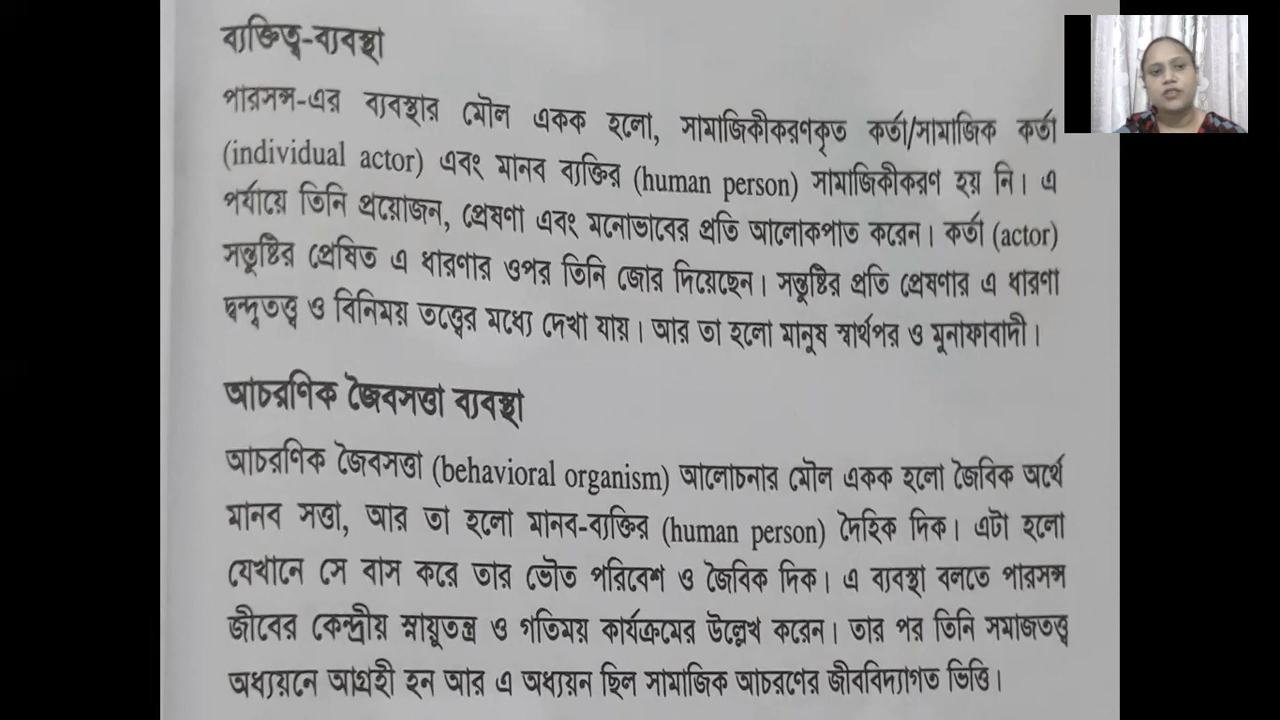 ব্যক্তিত্ব-ব্যবস্থা
পারসন্স-এর ব্যবস্থার মৌল একক হলো, সামাজিকীকরণকৃত কর্তা/সামাজিক কর্তা
(individual actor) এবং মানব ব্যক্তির (human person) সামাজিকীকরণ হয় নি। এ
পর্যায়ে তিনি প্রয়োজন, প্রেষণা এবং মনোভাবের প্রতি আলোকপাত করেন। কর্তা (actor)
সন্তুষ্টির প্রেষিত এ ধারণার ওপর তিনি জোর দিয়েছেন। সন্তুষ্টির প্রতি প্রেষণার এ ধারণা
দ্বন্দ্বতত্ত্ব ও বিনিময় তত্ত্বের মধ্যে দেখা যায়। আর তা হলো মানুষ স্বার্থপর ও মুনাফাবাদী।
আচরণিক জৈবসত্তা ব্যবস্থা
আচরণিক জৈবসত্তা (behavioral organism) আলোচনার মৌল একক হলো জৈবিক অর্থে
মানব সত্তা, আর তা হলো মানব-ব্যক্তির (human person) দৈহিক দিক। এটা হলো
যেখানে সে বাস করে তার ভৌত পরিবেশ ও জৈবিক দিক। এ ব্যবস্থা বলতে পারসন্স
জীবের কেন্দ্রীয় স্নায়ুতন্ত্র ও গতিময় কার্যক্রমের উল্লেখ করেন। তার পর তিনি সমাজতত্ত্ব
অধ্যয়নে আগ্রহী হন আর এ অধ্যয়ন ছিল সামাজিক আচরণের জীববিদ্যাগত ভিত্তি।